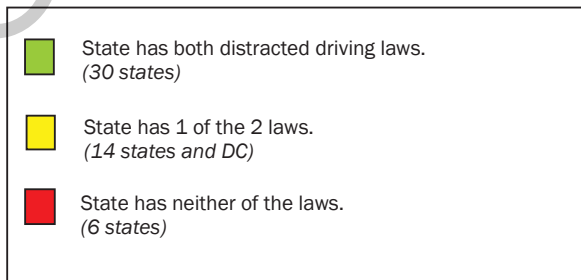 State has both distracted driving laws.
(30 states)
State has 1 of the 2 laws.
(14 states and DC)
State has neither of the laws.
(6 states)